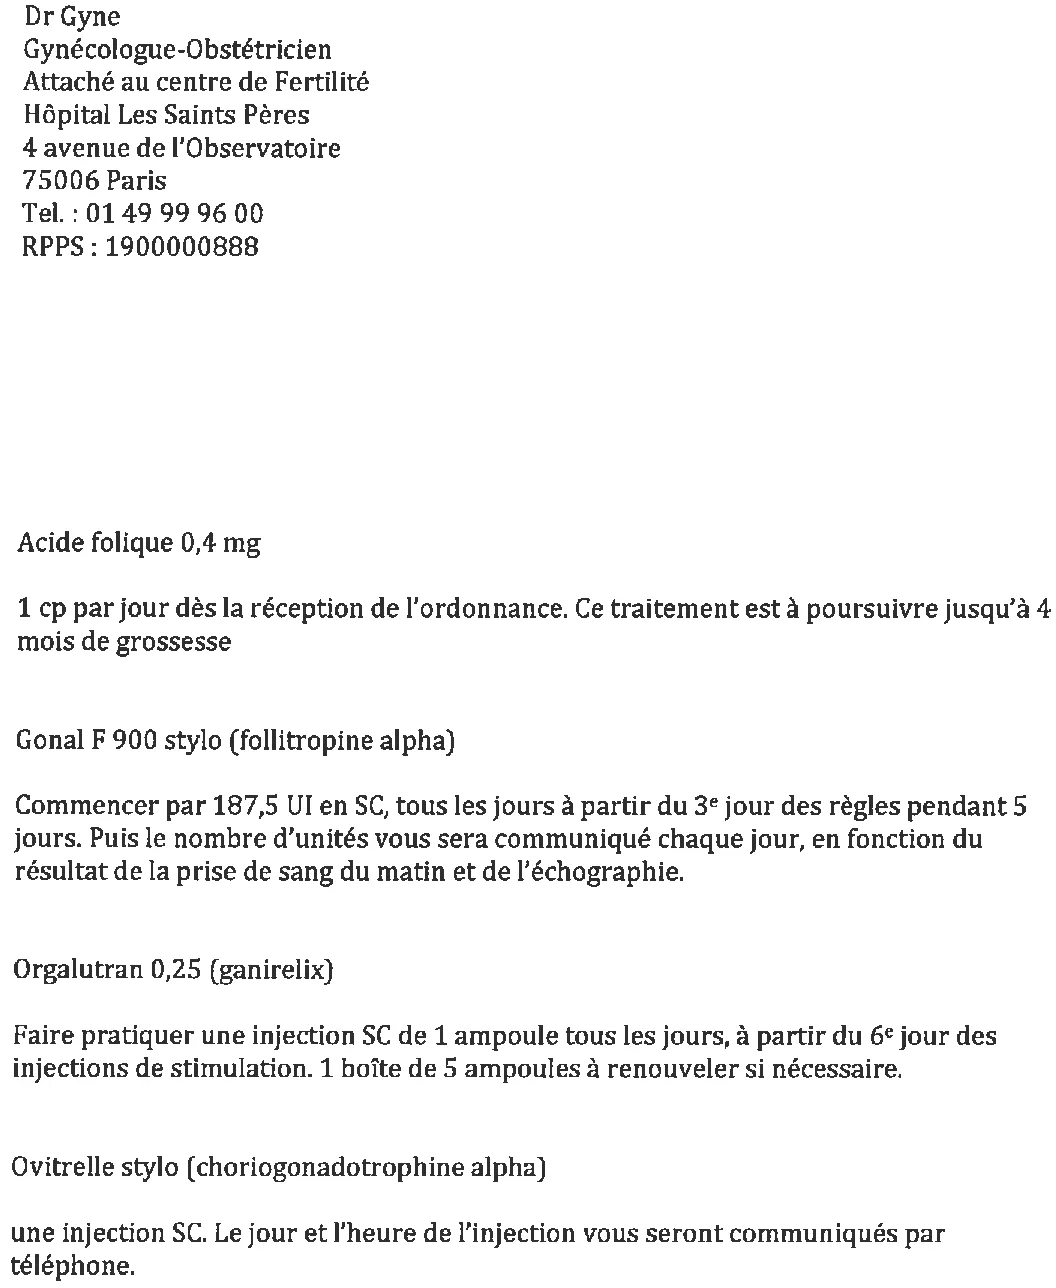 Dr Gyne
Gynécologue-Obstétricien
Attaché au centre de Fertilité
Hôpital Les Saints Pères
4 avenue de l'Observatoire
75006 Paris
Tel. : 01 49 99 96 00
RPPS : 1900000888
Acide folique 0,4 mg
1 cp par jour dès la réception de l'ordonnance. Ce traitement est à poursuivre jusqu'à 4
mois de grossesse
Gonal F 900 stylo (follitropine alpha)
Commencer par 187,5 UI en SC, tous les jours à partir du 3e jour des règles pendant 5
jours. Puis le nombre d'unités vous sera communiqué chaque jour, en fonction du
résultat de la prise de sang du matin et de l'échographie.
Orgalutran 0,25 (ganirelix)
Faire pratiquer une injection SC de 1 ampoule tous les jours, à partir du 6e jour des
injections de stimulation. 1 boîte de 5 ampoules à renouveler si nécessaire.
Ovitrelle stylo (choriogonadotrophine alpha)
une injection SC. Le jour et l'heure de l'injection vous seront communiqués par
téléphone.